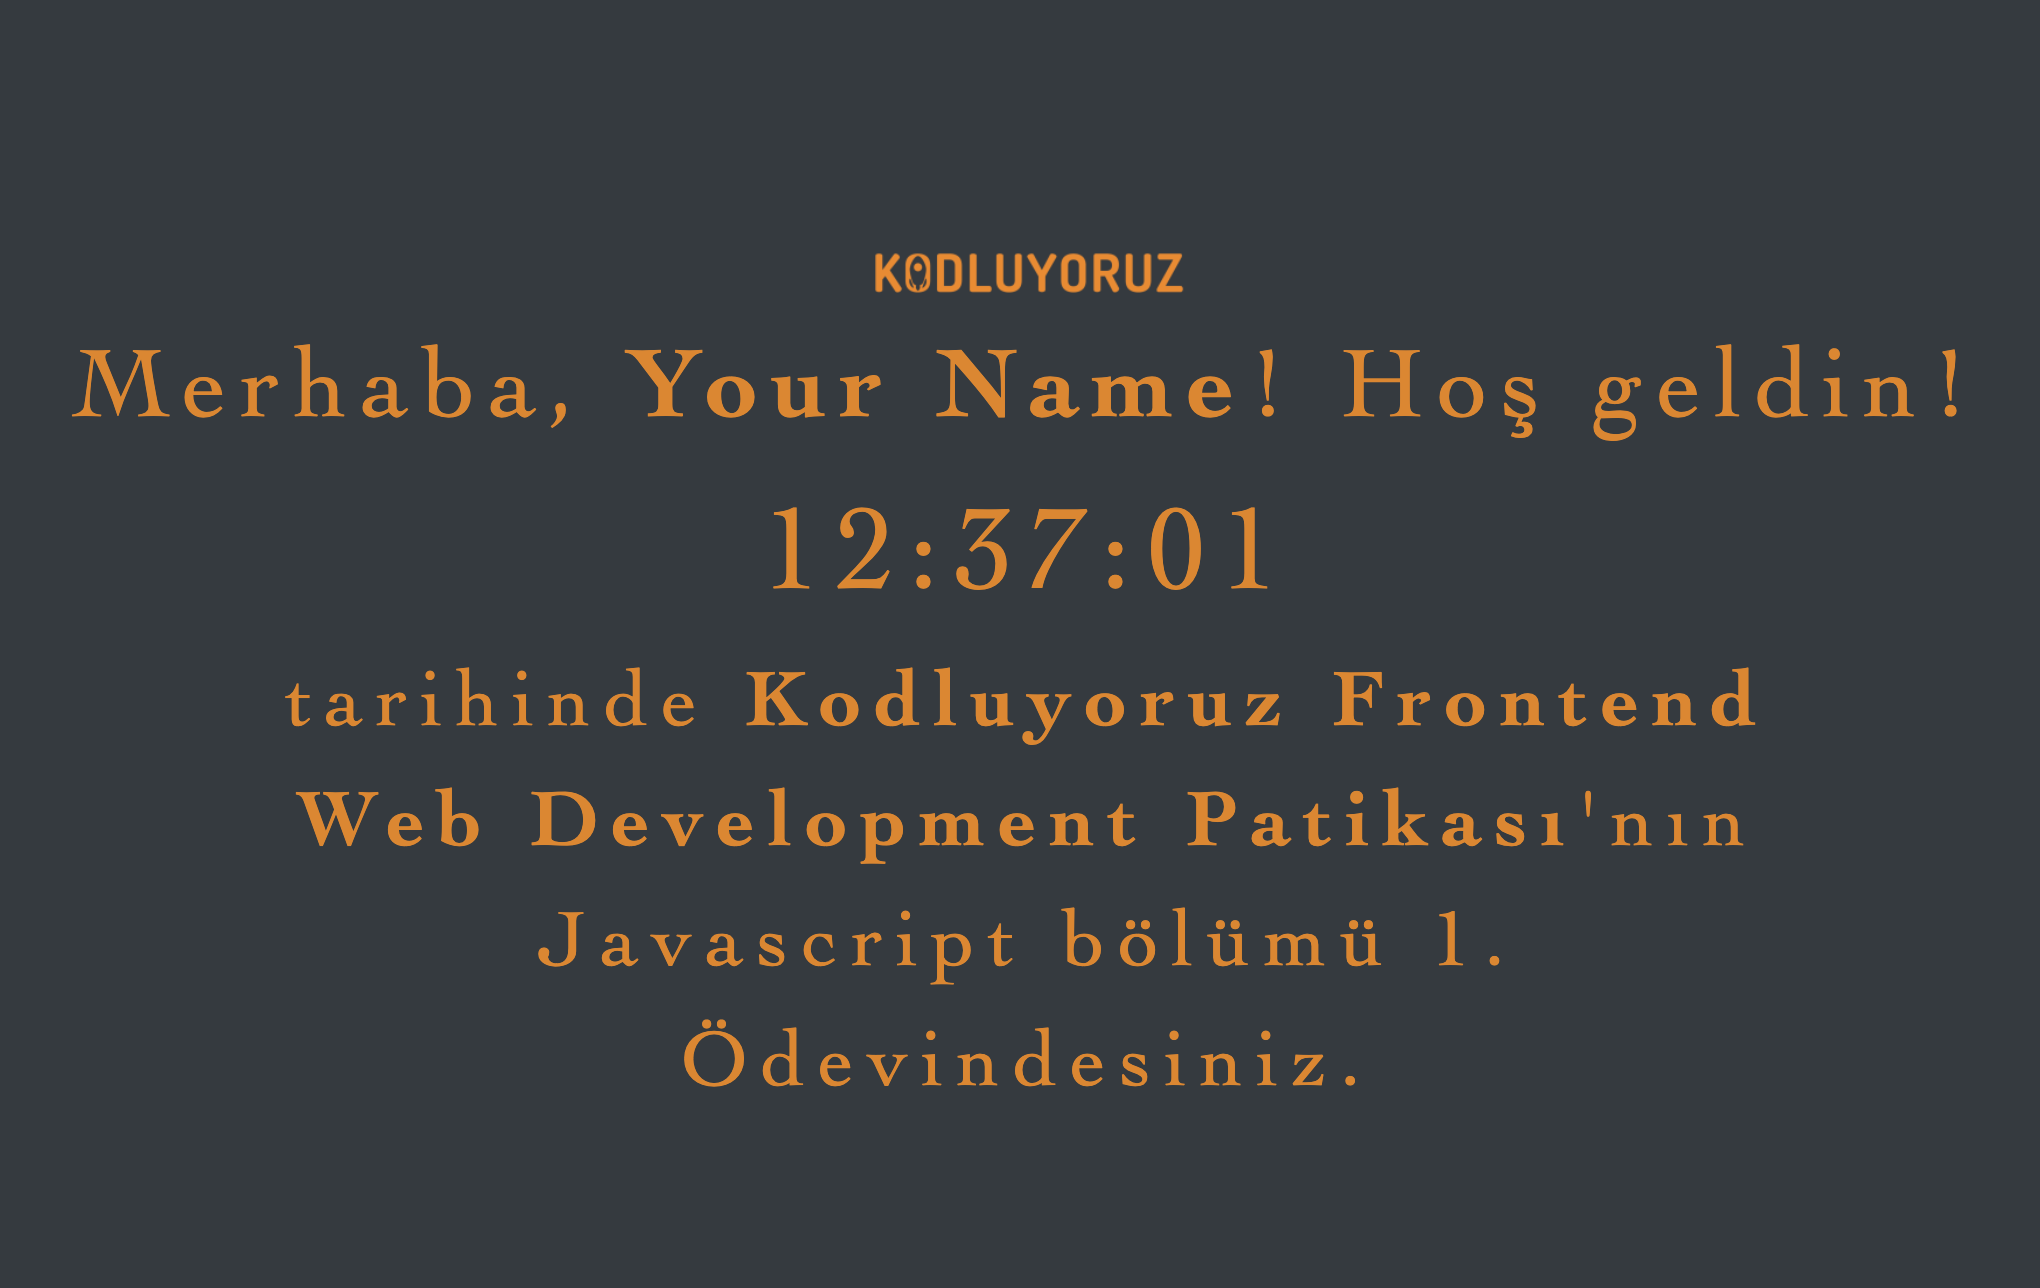 KODLUYORUZ
Merhaba, Your Name! Hoş geldin!
12:37:01
tarihinde Kodluyoruz Frontend
Web Development Patikası'nın
Javascript bölümü 1.
Ödevindesiniz.